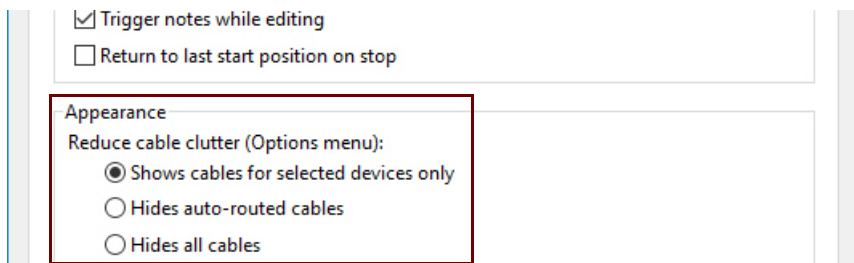 Trigger notes while editing
Return to last start position on stop
Appearance
Reduce cable clutter (Options menu):
Shows cables for selected devices only
Hides auto-routed cables
Hides all cables